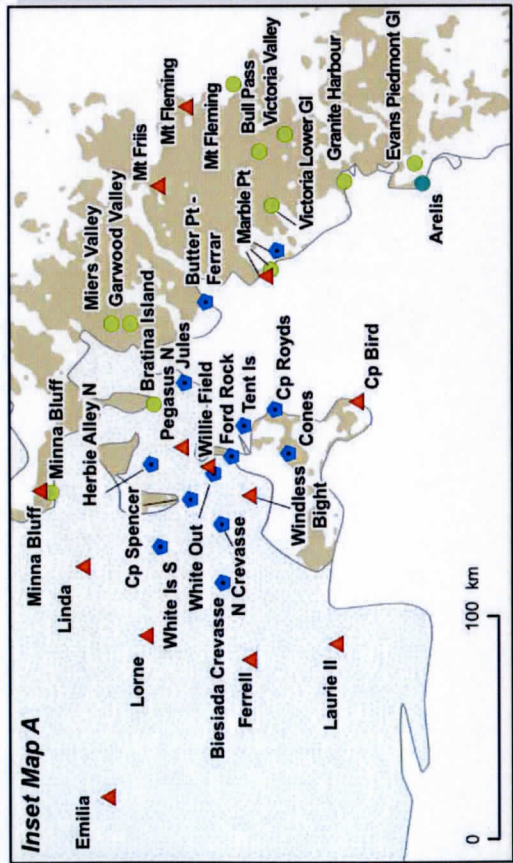 Inset Map A
Emilia
Linda
Lorne
Minna Bluff
Minna Bluff
Herbie Alley N
Cp Spencer
White Is S
White Out
Biesiada Crevasse
N Crevasse
Ferrell
Laurie II
Windless
Bight
Miers Valley
Garwood Valley
Bratina Island
Pegasus N
Jules
Willie Field
Ford Rock
Tent Is
Cp Royds
Cones
Cp Bird
Butter Pt -
Ferrar
Mt Friis
Mt Fleming
Mt Fleming
Marble Pt
Bull Pass
Victoria Valley
Victoria Lower Gl
Granite Harbour
Evans Piedmont Gl
Arelis
0 100 km